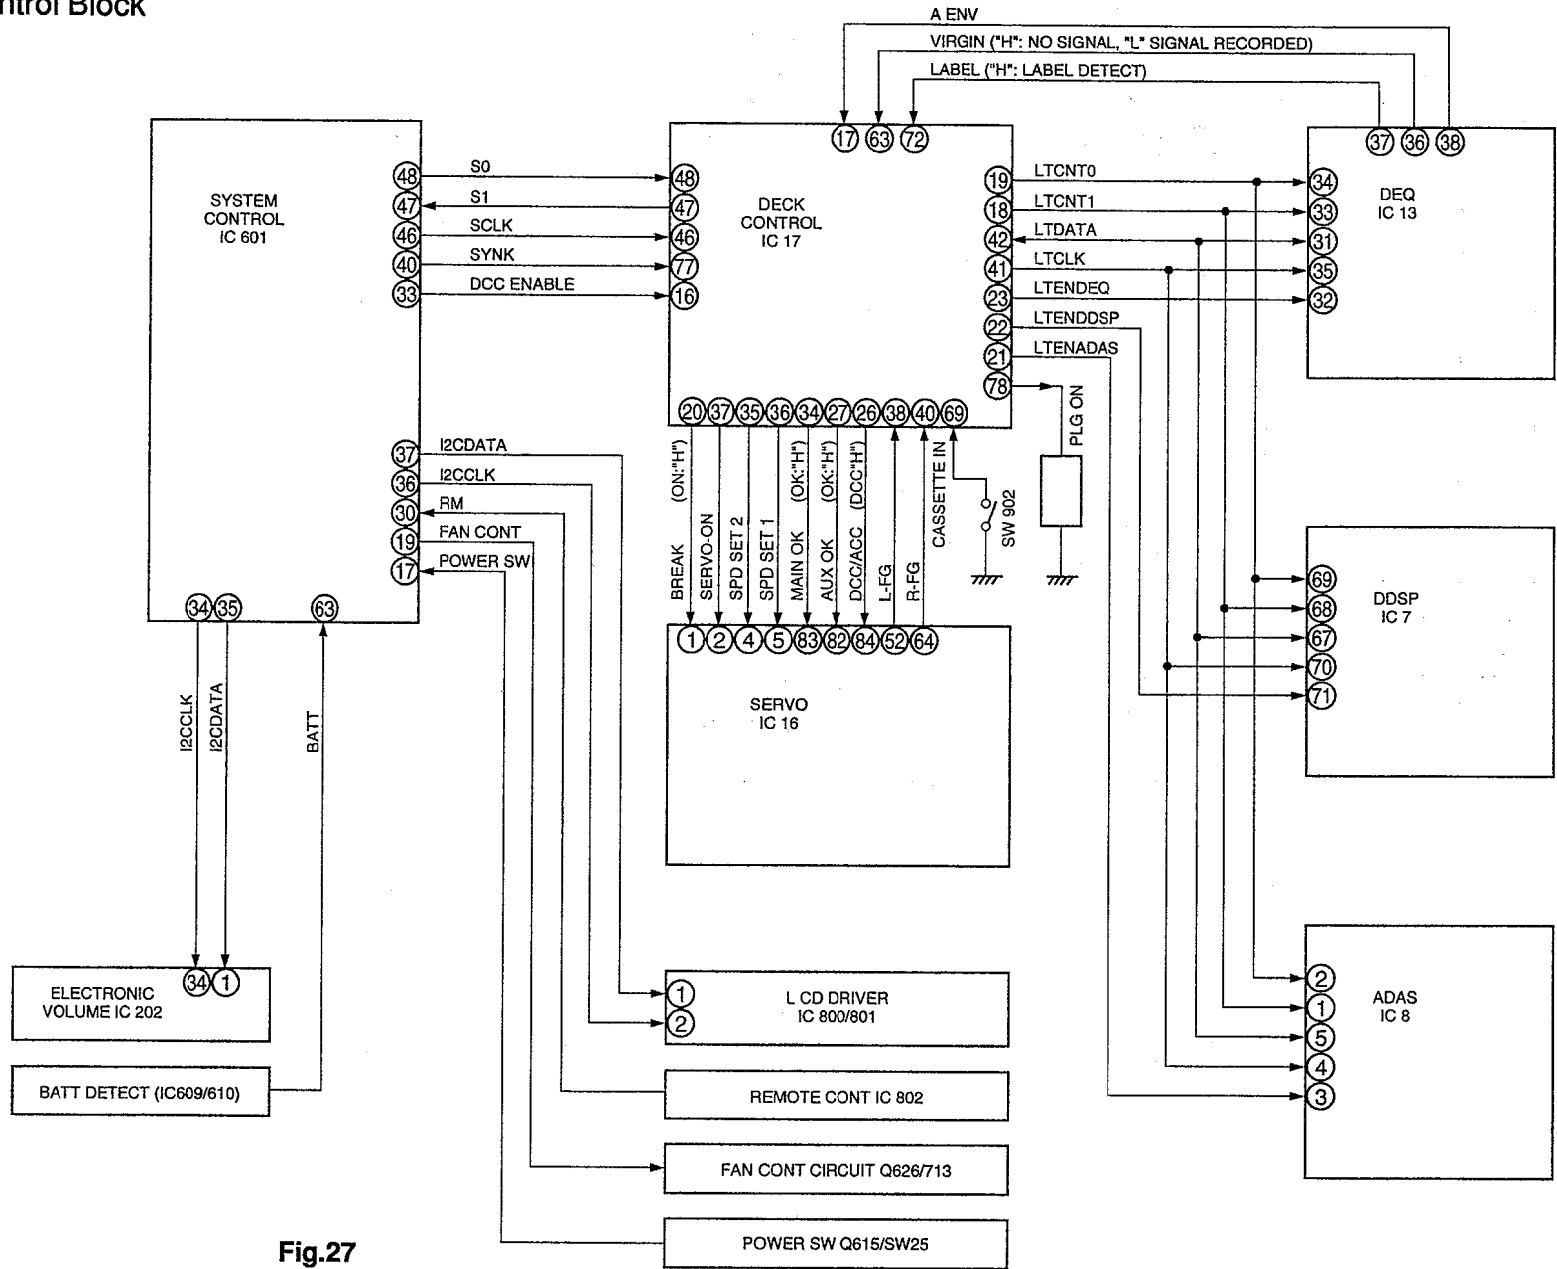 ntrol Block
A ENV
VIRGIN ("H": NO SIGNAL, "L" SIGNAL RECORDED)
LABEL ("H": LABEL DETECT)
17 63 72
37 36 38
SYSTEM
CONTROL
IC 601
48 S0 48
47 S1 47
46 SCLK 46
40 SYNK 77
33 DCC ENABLE 16
DECK
CONTROL
IC 17
19 LTCNT0 34
18 LTCNT1 33
42 LTDATA 31
41 LTCLK 35
23 LTENDEQ 32
22 LTENDDSP
21 LTENADAS
78
DEQ
IC 13
PLG ON
20 37 35 36 34 27 26 38 40 69
BREAK (ON:"H")
SERVO-ON
SPD SET 2
SPD SET 1
MAIN OK (OK:"H")
AUX OK (OK:"H")
DCC/ACC (DCC"H")
L-FG
R-FG
CASSETTE IN
SW 902
37 I2CDATA
36 I2CCLK
30 RM
19 FAN CONT
17 POWER SW
34 35 63
I2CCLK
I2CDATA
BATT
1 2 4 5 83 82 84 52 64
SERVO
IC 16
69
68
67
70
71
DDSP
IC 7
34 1
ELECTRONIC
VOLUME IC 202
BATT DETECT (IC609/610)
1
2
L CD DRIVER
IC 800/801
REMOTE CONT IC 802
FAN CONT CIRCUIT Q626/713
POWER SW Q615/SW25
2
1
5
4
3
ADAS
IC 8
Fig.27